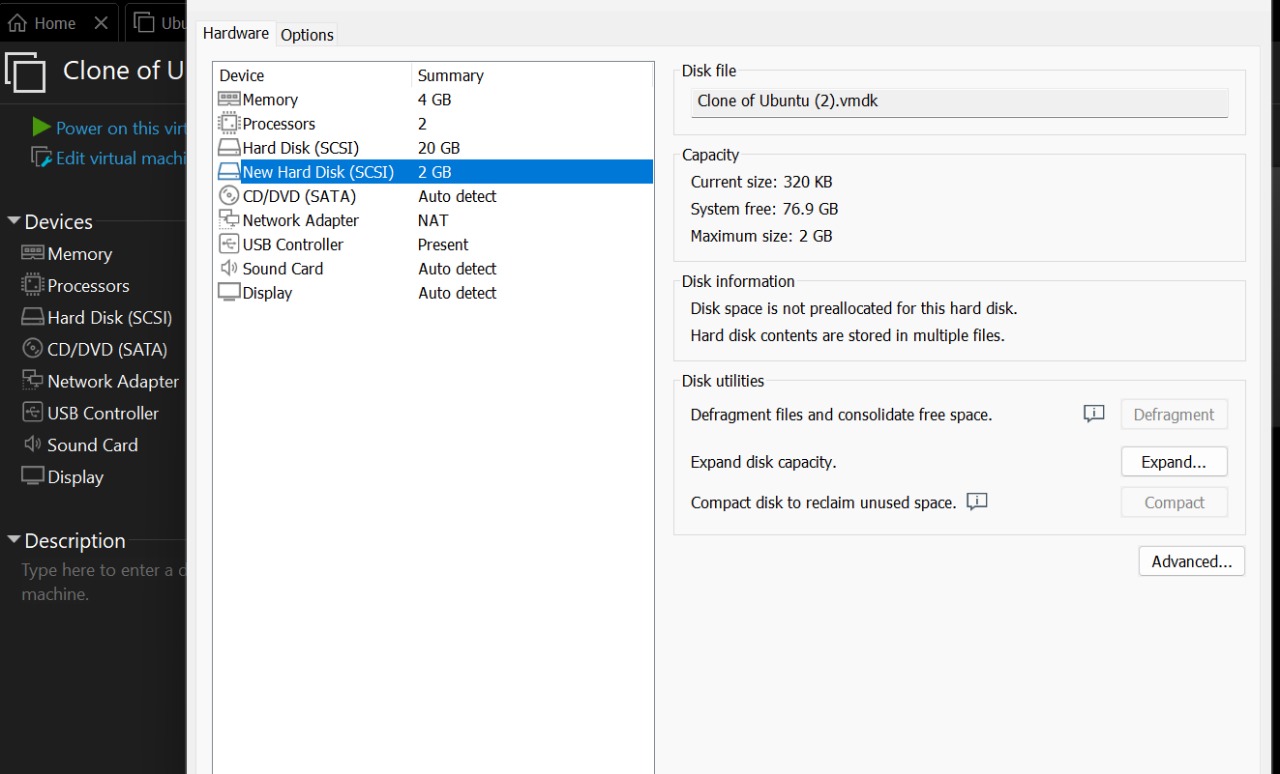 Home
Ubu
Clone of U
Power on this virt
Edit virtual machi
Devices
Memory
Processors
Hard Disk (SCSI)
CD/DVD (SATA)
Network Adapter
USB Controller
Sound Card
Display
Description
Type here to enter a d
machine.
Hardware
Options
Device Summary
Memory 4 GB
Processors 2
Hard Disk (SCSI) 20 GB
New Hard Disk (SCSI) 2 GB
CD/DVD (SATA) Auto detect
Network Adapter NAT
USB Controller Present
Sound Card Auto detect
Display Auto detect
Disk file
Clone of Ubuntu (2).vmdk
Capacity
Current size: 320 KB
System free: 76.9 GB
Maximum size: 2 GB
Disk information
Disk space is not preallocated for this hard disk.
Hard disk contents are stored in multiple files.
Disk utilities
Defragment files and consolidate free space. Defragment
Expand disk capacity. Expand...
Compact disk to reclaim unused space. Compact
Advanced...